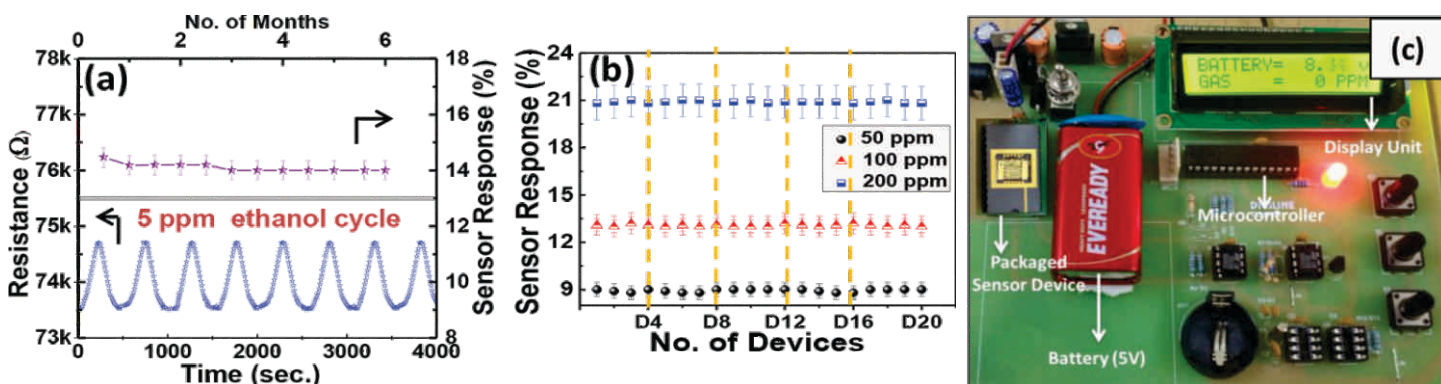 No. of Months
0 2 4 6
(a)
78k
77k
76k
75k
74k
73k
Resistance (Ω)
18
16
14
12
10
8
Sensor Response (%)
5 ppm ethanol cycle
0 1000 2000 3000 4000
Time (sec.)
(b)
24
21
18
15
12
9
Sensor Response (%)
50 ppm
100 ppm
200 ppm
D4 D8 D12 D16 D20
No. of Devices
(c)
BATTERY=
GAS = 0 PPM
Display Unit
Microcontroller
EVEREADY
Packaged
Sensor Device
Battery (5V)